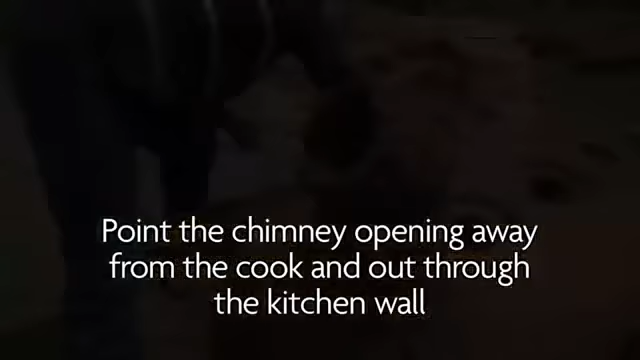 Point the chimney opening away
from the cook and out through
the kitchen wall